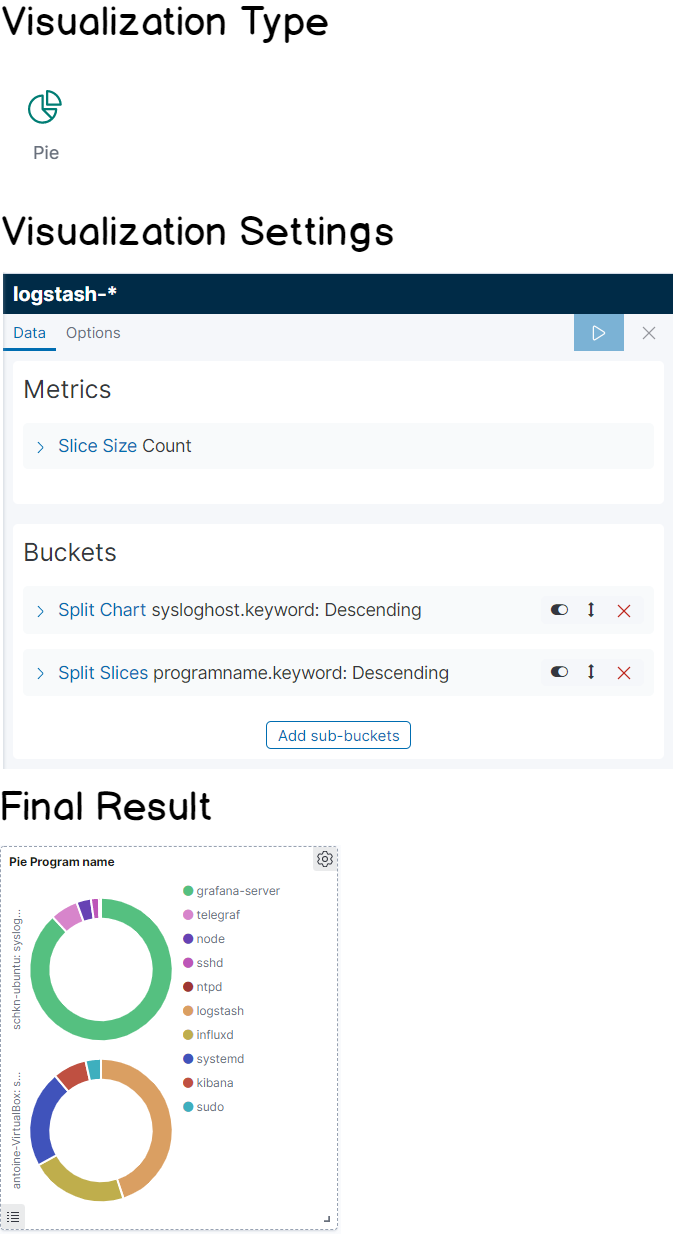 Visualization Type
Pie
Visualization Settings
logstash-*
Data Options
Metrics
Slice Size Count
Buckets
Split Chart sysloghost.keyword: Descending
Split Slices programname.keyword: Descending
Add sub-buckets
Final Result
Pie Program name
schkn-ubuntu: syslog...
grafana-server
telegraf
node
sshd
ntpd
logstash
influxd
systemd
kibana
sudo
antoine-VirtualBox: s...